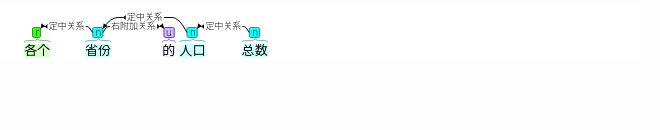 定中关系
定中关系 右附加关系 定中关系
r n u n n
各个 省份 的 人口 总数